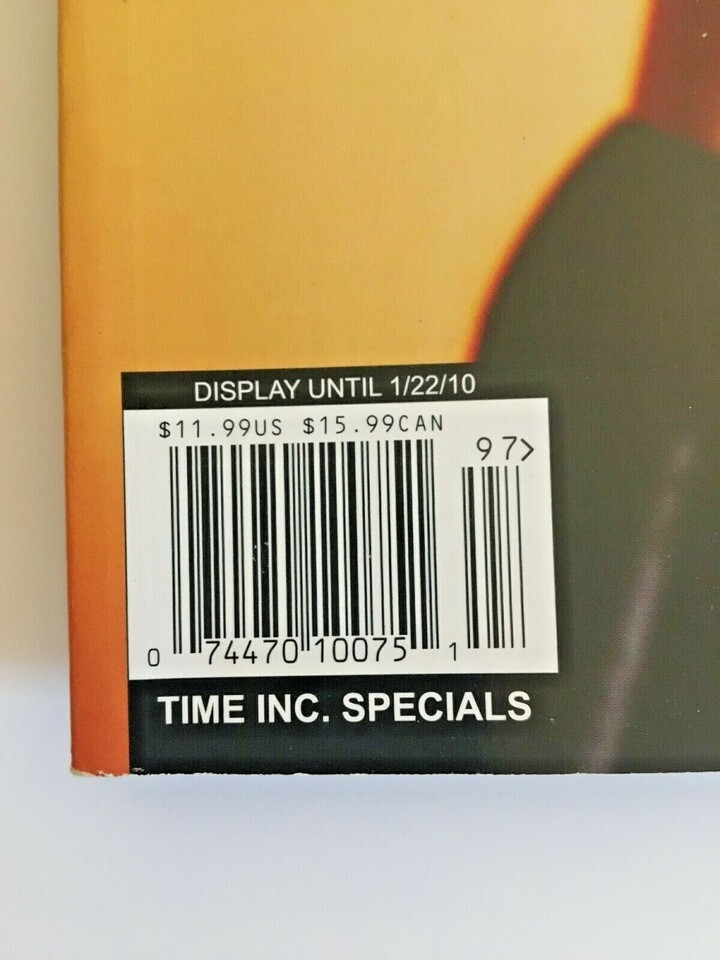 DISPLAY UNTIL 1/22/10
$11.99US $15.99CAN
97>
0 74470 10075 1
TIME INC. SPECIALS